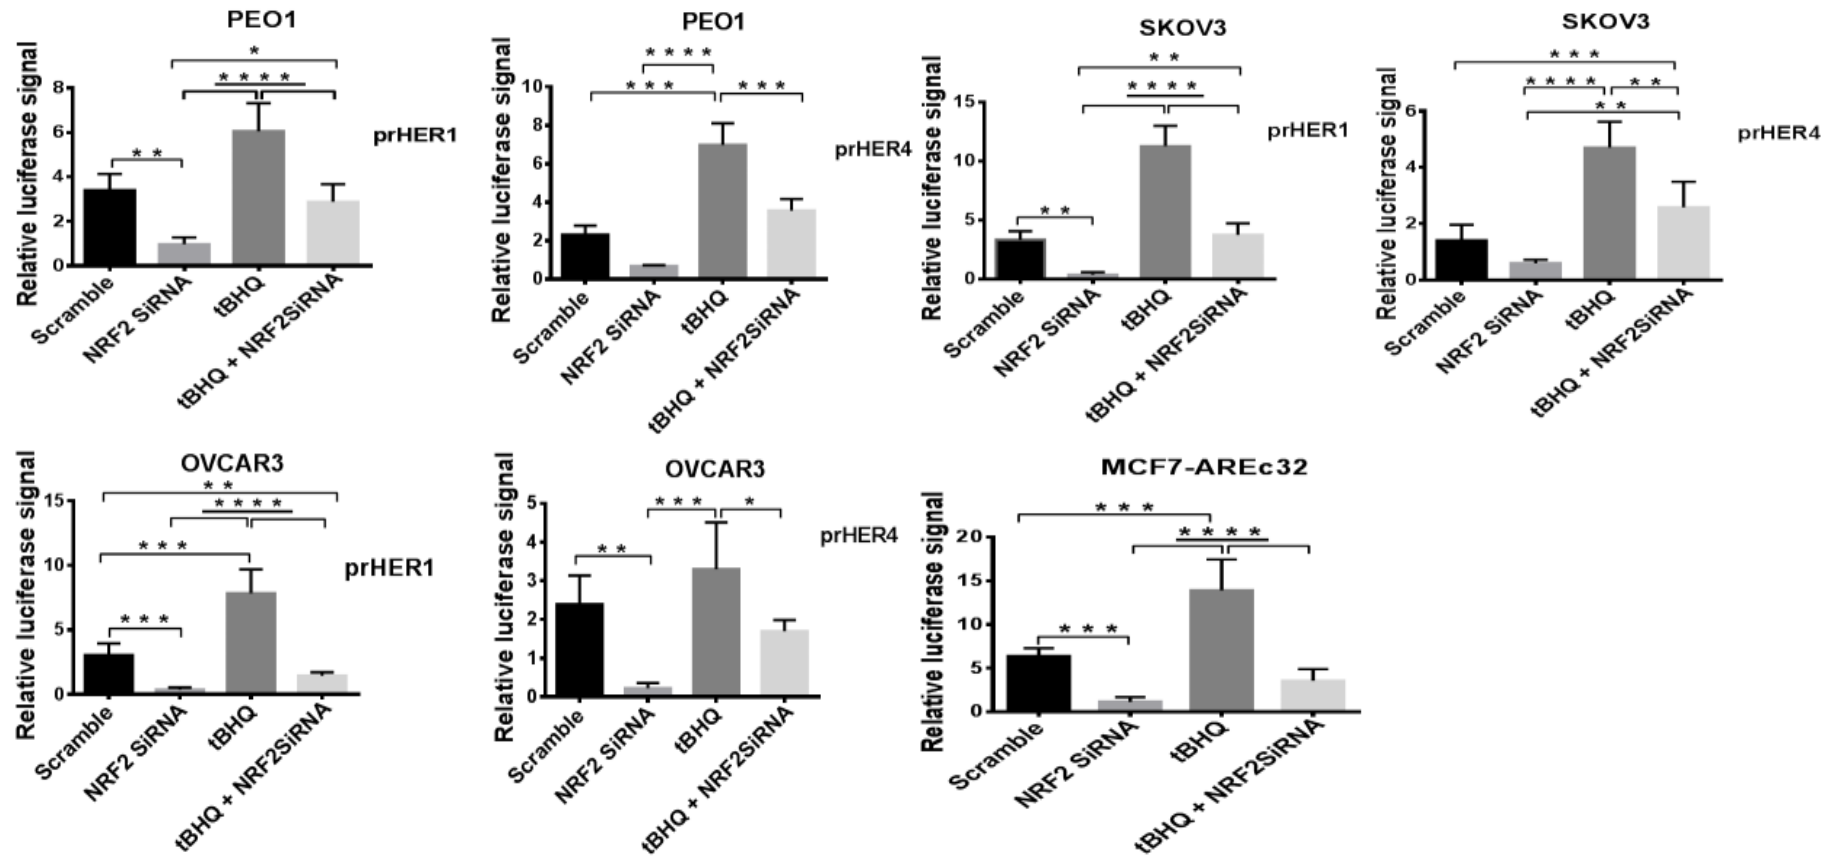 PEO1
Relative luciferase signal
*
* * * *
* *
8
6
4
2
0
prHER1
Scramble
NRF2 SiRNA
tBHQ
tBHQ + NRF2SiRNA
PEO1
Relative luciferase signal
* * * *
* * *
* * *
10
8
6
4
2
0
prHER4
Scramble
NRF2 SiRNA
tBHQ
tBHQ + NRF2SiRNA
SKOV3
Relative luciferase signal
* *
* * * *
* *
15
10
5
0
prHER1
Scramble
NRF2 SiRNA
tBHQ
tBHQ + NRF2SiRNA
SKOV3
Relative luciferase signal
* * *
* * * *
* *
* *
6
4
2
0
prHER4
Scramble
NRF2 SiRNA
tBHQ
tBHQ + NRF2SiRNA
OVCAR3
Relative luciferase signal
* *
* * * *
* * *
* * *
15
10
5
0
prHER1
Scramble
NRF2 SiRNA
tBHQ
tBHQ + NRF2SiRNA
OVCAR3
Relative luciferase signal
* * *
*
* *
5
4
3
2
1
0
prHER4
Scramble
NRF2 SiRNA
tBHQ
tBHQ + NRF2SiRNA
MCF7-AREc32
Relative luciferase signal
* * *
* * * *
* * *
20
15
10
5
0
Scramble
NRF2 SiRNA
tBHQ
tBHQ + NRF2SiRNA